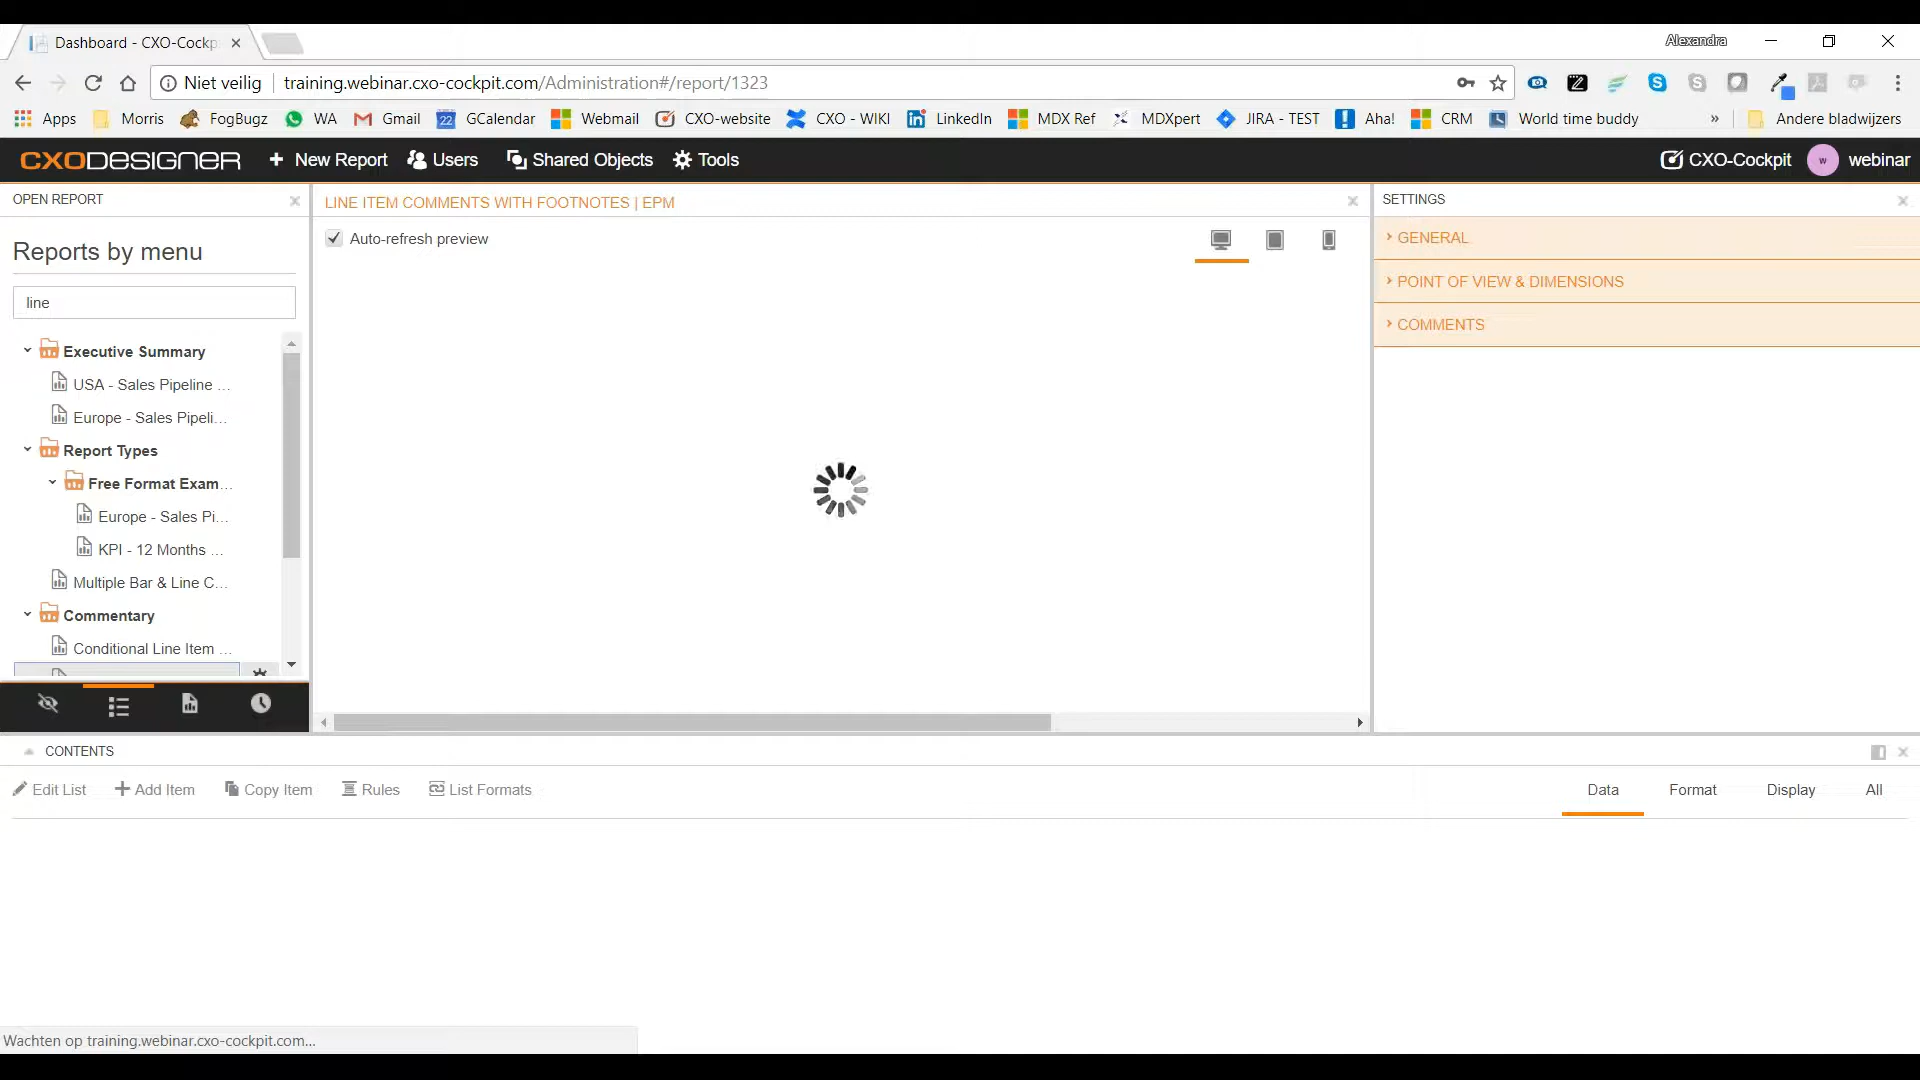 Dashboard - CXO-Cockp
Alexandra
Niet veilig training.webinar.cxo-cockpit.com/Administration#/report/1323
Apps Morris FogBugz WA Gmail 22 GCalendar Webmail CXO-website CXO - WIKI LinkedIn MDX Ref MDXpert JIRA - TEST Aha! CRM World time buddy » Andere bladwijzers
CXODESIGNER + New Report Users Shared Objects Tools CXO-Cockpit w webinar
OPEN REPORT
LINE ITEM COMMENTS WITH FOOTNOTES | EPM
SETTINGS
Reports by menu
Auto-refresh preview
GENERAL
POINT OF VIEW & DIMENSIONS
COMMENTS
line
Executive Summary
USA - Sales Pipeline ...
Europe - Sales Pipeli...
Report Types
Free Format Exam...
Europe - Sales Pi...
KPI - 12 Months ...
Multiple Bar & Line C...
Commentary
Conditional Line Item ...
CONTENTS
Edit List Add Item Copy Item Rules List Formats Data Format Display All
Wachten op training.webinar.cxo-cockpit.com...